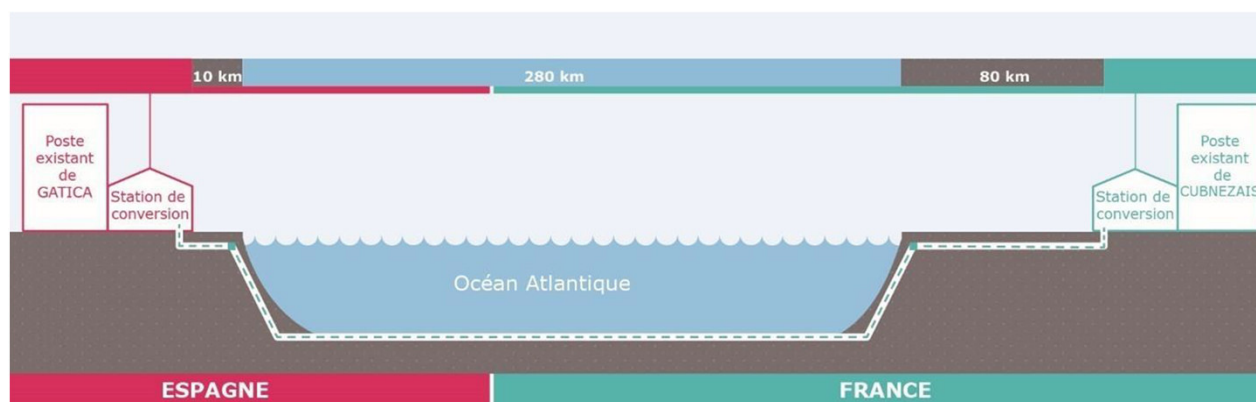 10 km
280 km
80 km
Poste
existant
de
GATICA
Station de
conversion
Océan Atlantique
Station de
conversion
Poste
existant
de
CUBNEZAIS
ESPAGNE
FRANCE